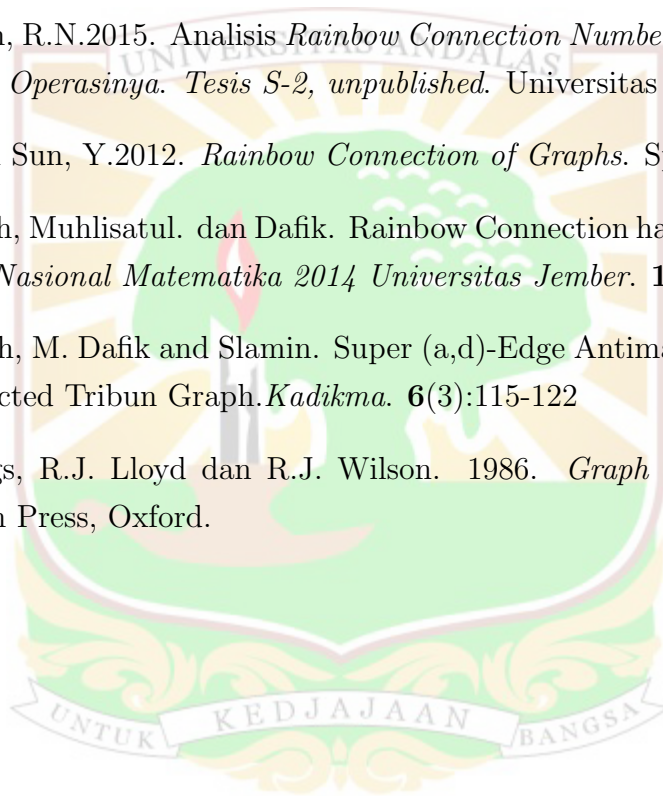 n, R.N.2015. Analisis Rainbow Connection Numbe
UNIVERSITAS ANDALAS
Operasinya. Tesis S-2, unpublished. Universitas
Sun, Y.2012. Rainbow Connection of Graphs. Sp
h, Muhlisatul. dan Dafik. Rainbow Connection ha
Nasional Matematika 2014 Universitas Jember. 1
h, M. Dafik and Slamin. Super (a,d)-Edge Antima
cted Tribun Graph.Kadikma. 6(3):115-122
gs, R.J. Lloyd dan R.J. Wilson. 1986. Graph
n Press, Oxford.
UNTUK KEDJAJAAN BANGSA